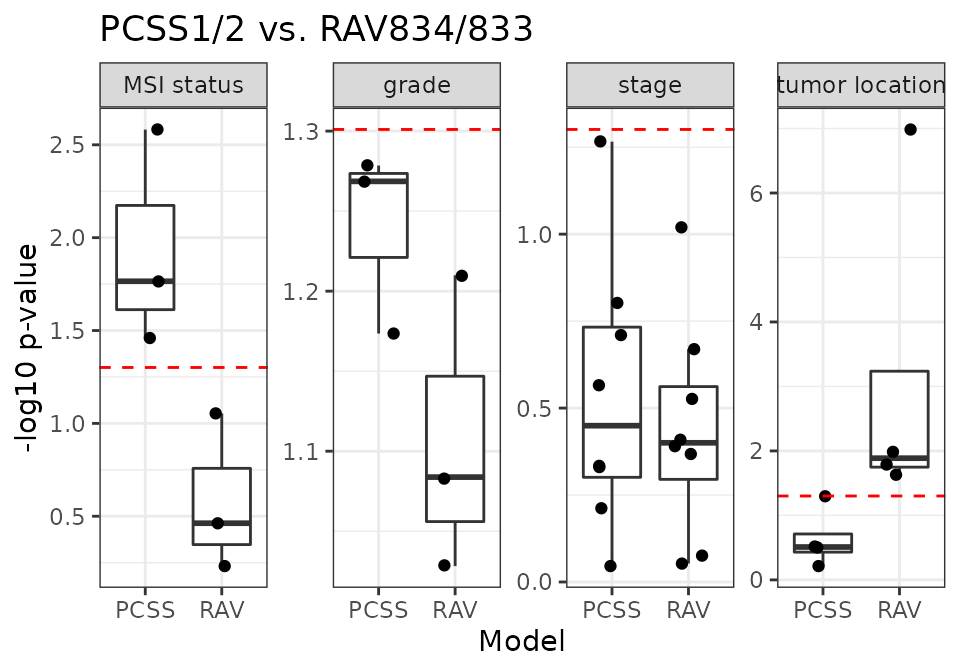 PCSS1/2 vs. RAV834/833
MSI status
grade
stage
tumor location
-log10 p-value
2.5
2.0
1.5
1.0
0.5
1.3
1.2
1.1
1.0
0.5
0.0
6
4
2
0
PCSS RAV
PCSS RAV
PCSS RAV
PCSS RAV
Model